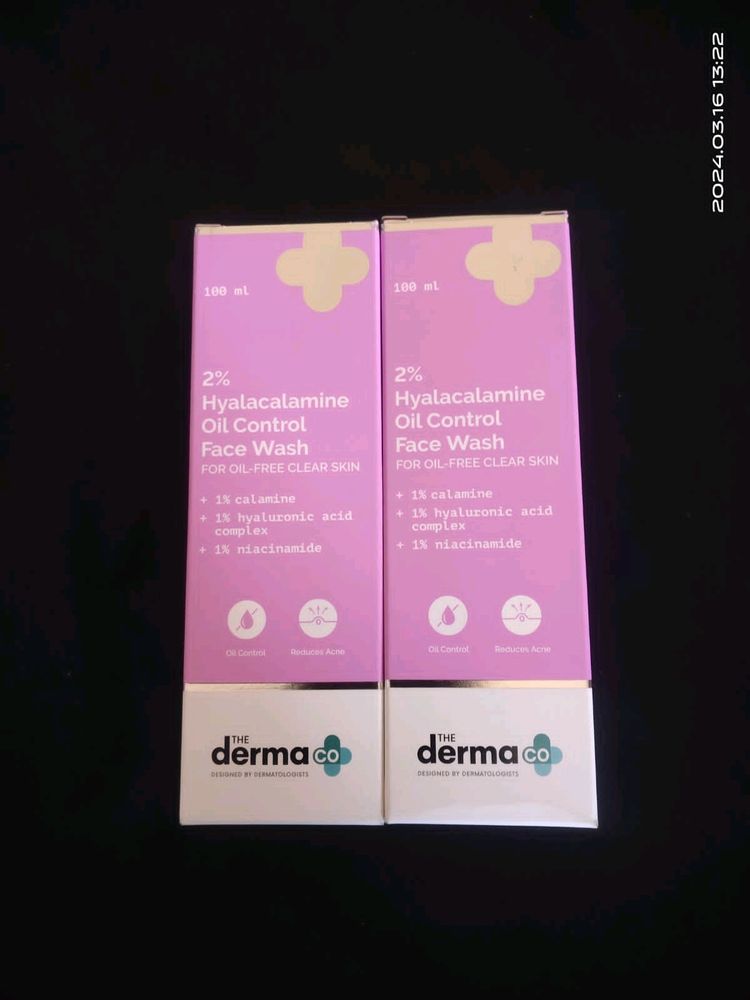 2024.03.16 13:22
100 ml
2%
Hyalacalamine
Oil Control
Face Wash
FOR OIL-FREE CLEAR SKIN
+ 1% calamine
+ 1% hyaluronic acid
complex
+ 1% niacinamide
Oil Control
Reduces Acne
THE
derma co
DESIGNED BY DERMATOLOGISTS
100 ml
2%
Hyalacalamine
Oil Control
Face Wash
FOR OIL-FREE CLEAR SKIN
+ 1% calamine
+ 1% hyaluronic acid
complex
+ 1% niacinamide
Oil Control
Reduces Acne
THE
derma co
DESIGNED BY DERMATOLOGISTS